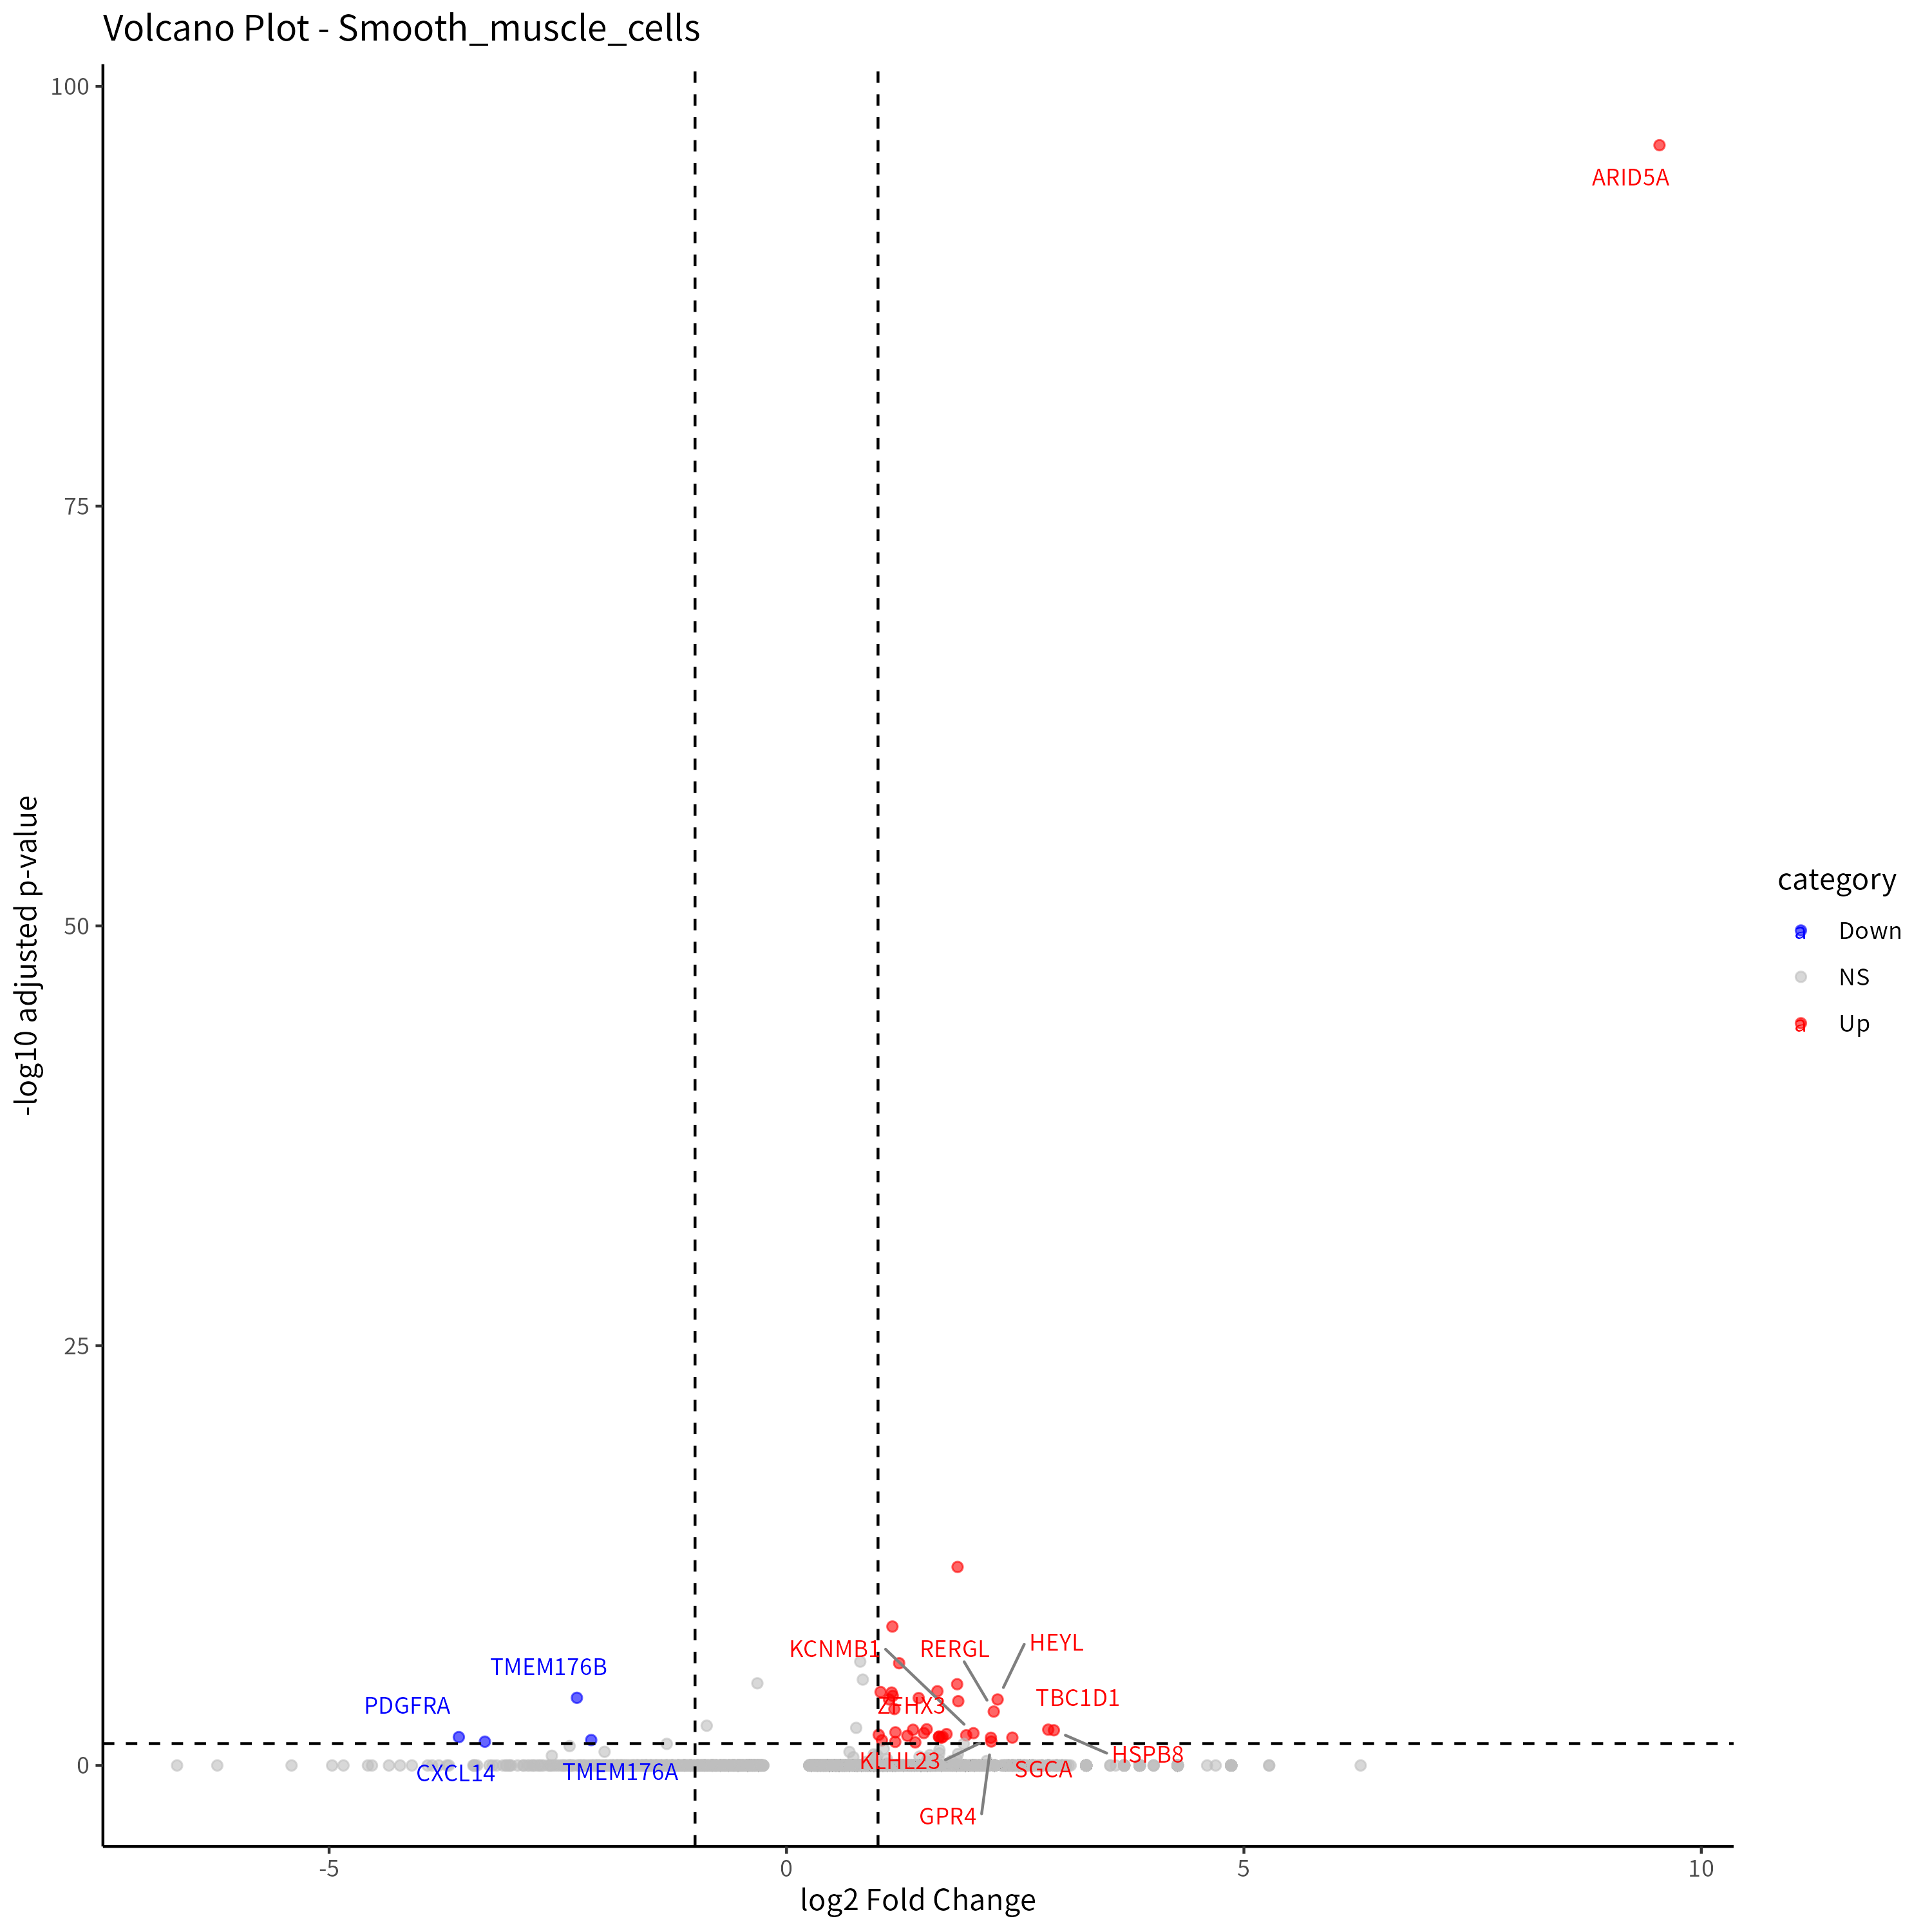 Volcano Plot - Smooth_muscle_cells
100
75
50
25
0
-log10 adjusted p-value
ARID5A
KCNMB1
RERGL
HEYL
TMEM176B
PDGFRA
ZFHX3
TBC1D1
CXCL14
TMEM176A
KLHL23
SGCA
HSPB8
GPR4
-5
0
5
10
log2 Fold Change
category
a Down
NS
a Up